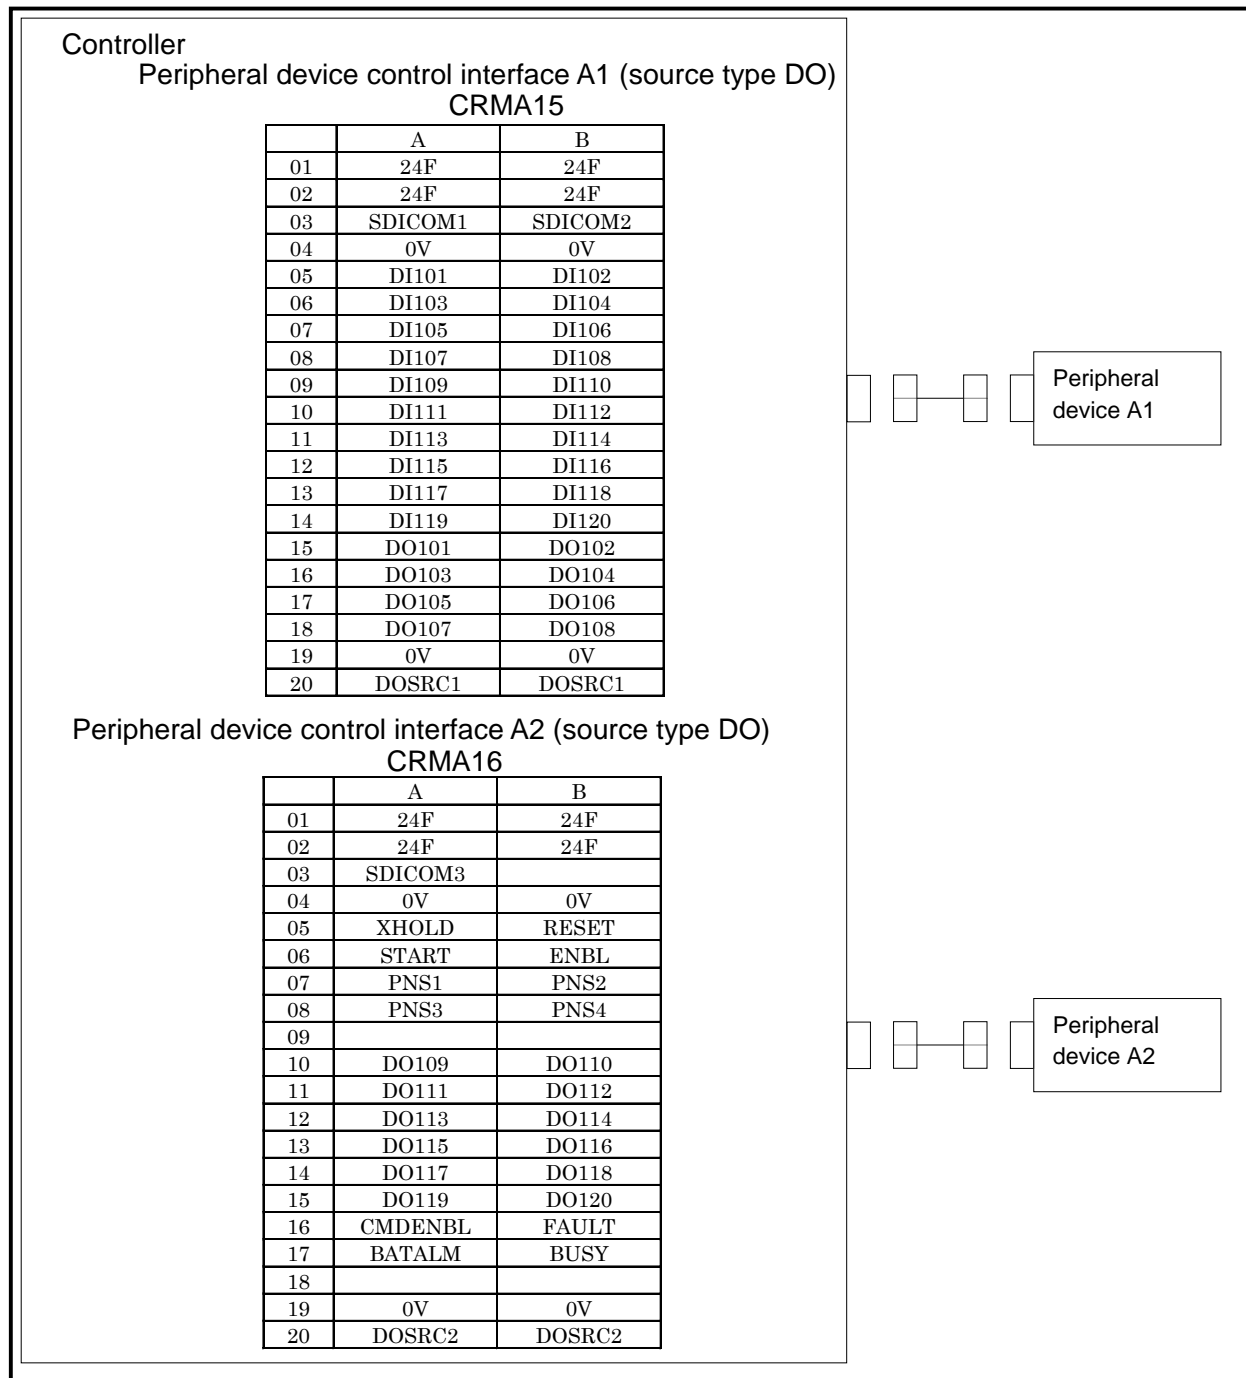 Controller
Peripheral device control interface A1 (source type DO)
CRMA15
A B
01 24F 24F
02 24F 24F
03 SDICOM1 SDICOM2
04 0V 0V
05 DI101 DI102
06 DI103 DI104
07 DI105 DI106
08 DI107 DI108
09 DI109 DI110
10 DI111 DI112
11 DI113 DI114
12 DI115 DI116
13 DI117 DI118
14 DI119 DI120
15 DO101 DO102
16 DO103 DO104
17 DO105 DO106
18 DO107 DO108
19 0V 0V
20 DOSRC1 DOSRC1
Peripheral
device A1
Peripheral device control interface A2 (source type DO)
CRMA16
A B
01 24F 24F
02 24F 24F
03 SDICOM3
04 0V 0V
05 XHOLD RESET
06 START ENBL
07 PNS1 PNS2
08 PNS3 PNS4
09
10 DO109 DO110
11 DO111 DO112
12 DO113 DO114
13 DO115 DO116
14 DO117 DO118
15 DO119 DO120
16 CMDENBL FAULT
17 BATALM BUSY
18
19 0V 0V
20 DOSRC2 DOSRC2
Peripheral
device A2